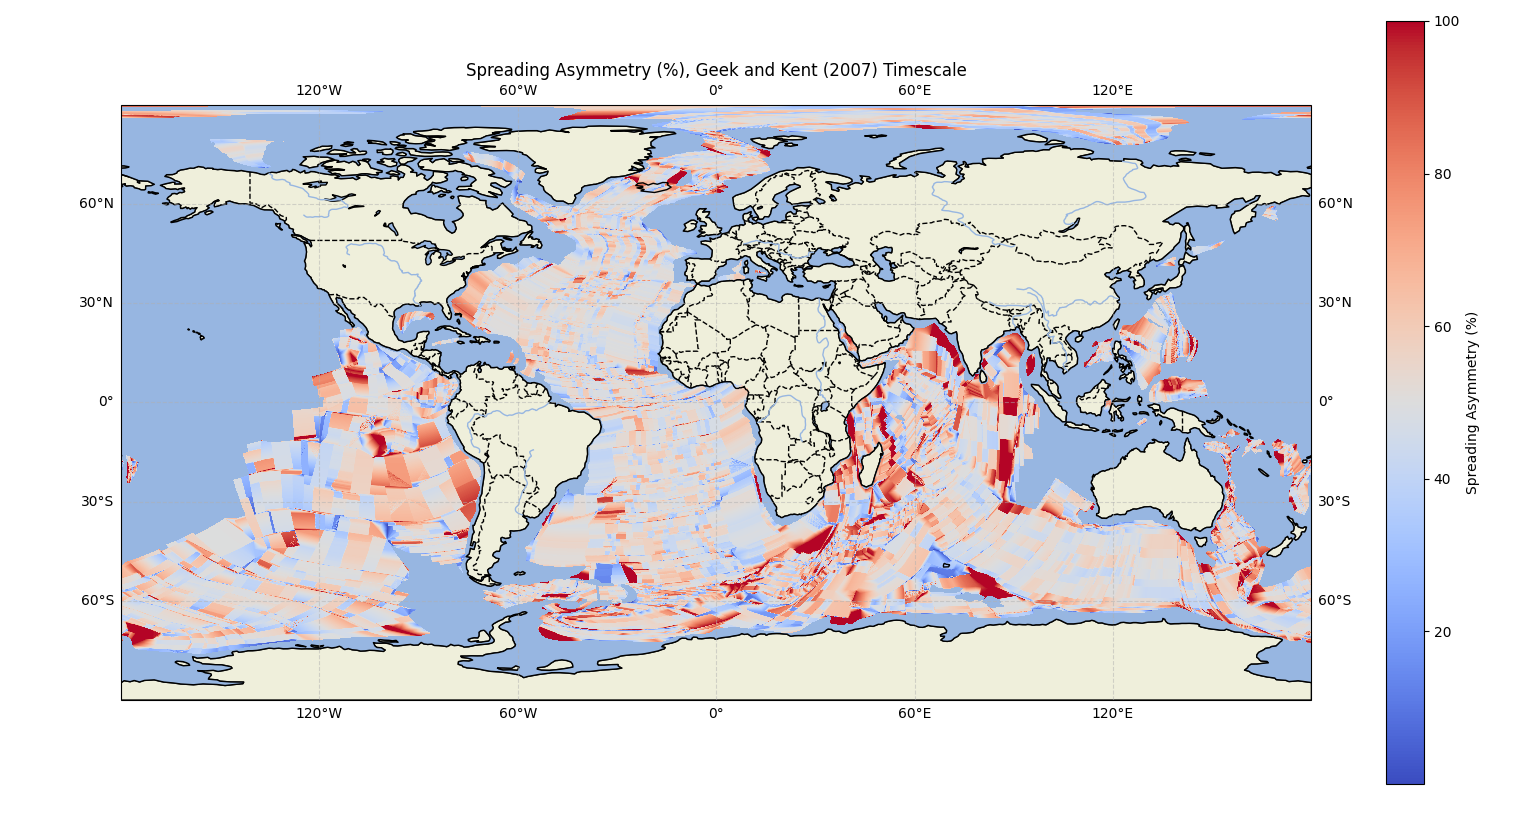 Spreading Asymmetry (%), Geek and Kent (2007) Timescale
120°W 60°W 0° 60°E 120°E
60°N 60°N
30°N 30°N
0° 0°
30°S 30°S
60°S 60°S
120°W 60°W 0° 60°E 120°E
100
80
60
40
20
Spreading Asymmetry (%)